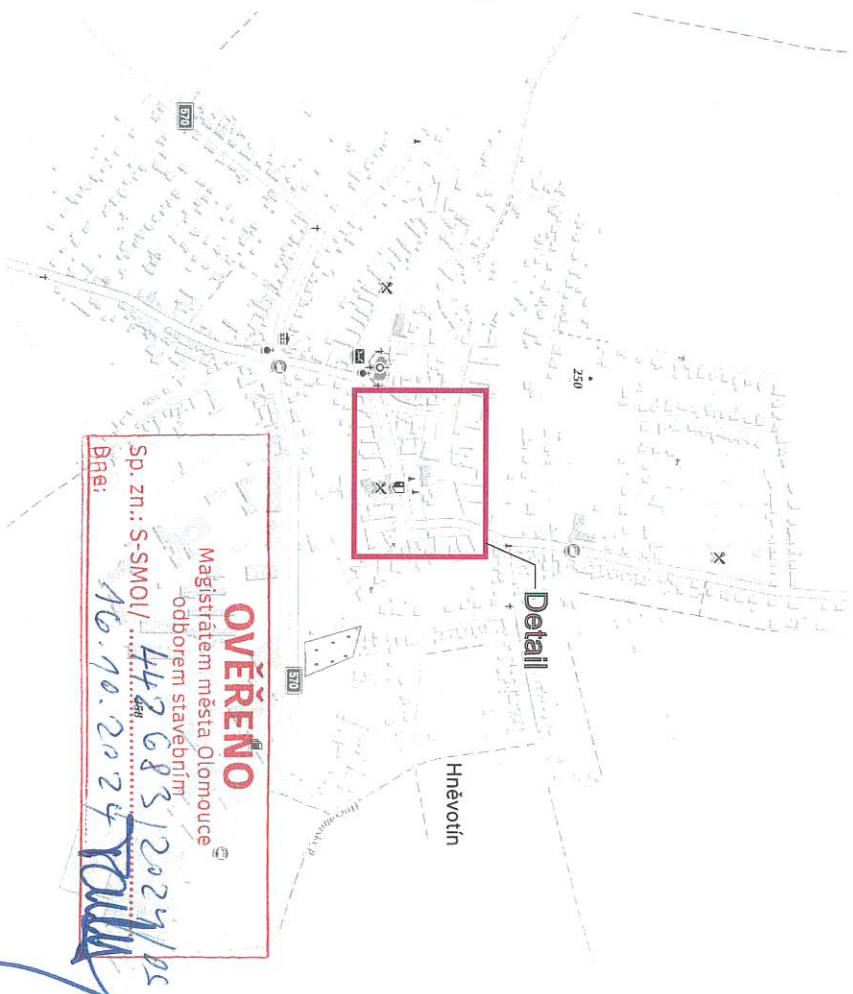 570
250
Detail
Hněvotín
570
OVĚŘENO
Magistrátem města Olomouce
odborem stavebním
Sp. zn.: S-SMOl/ 442683/2024/OS
Dne: 16.10.2024